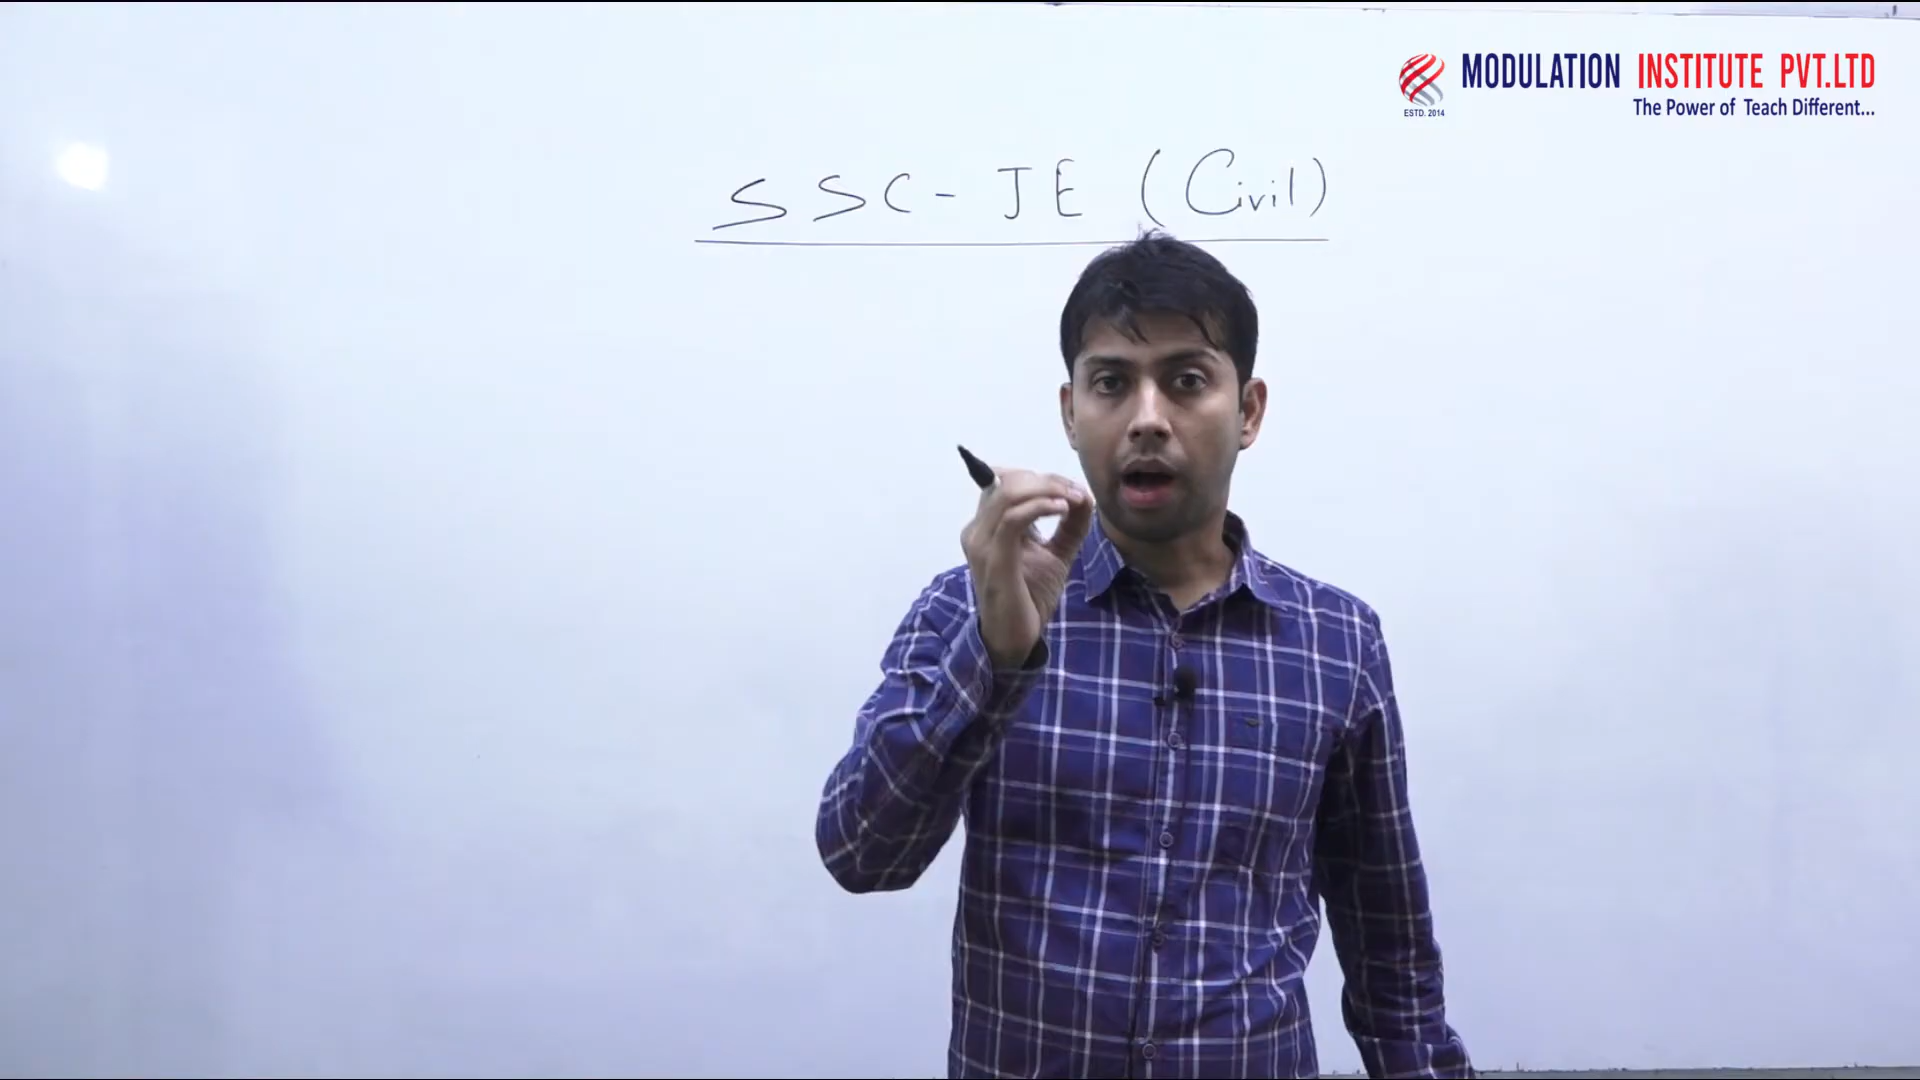 MODULATION INSTITUTE PVT.LTD
The Power of Teach Different...
ESTD. 2014
SSC-JE (Civil)